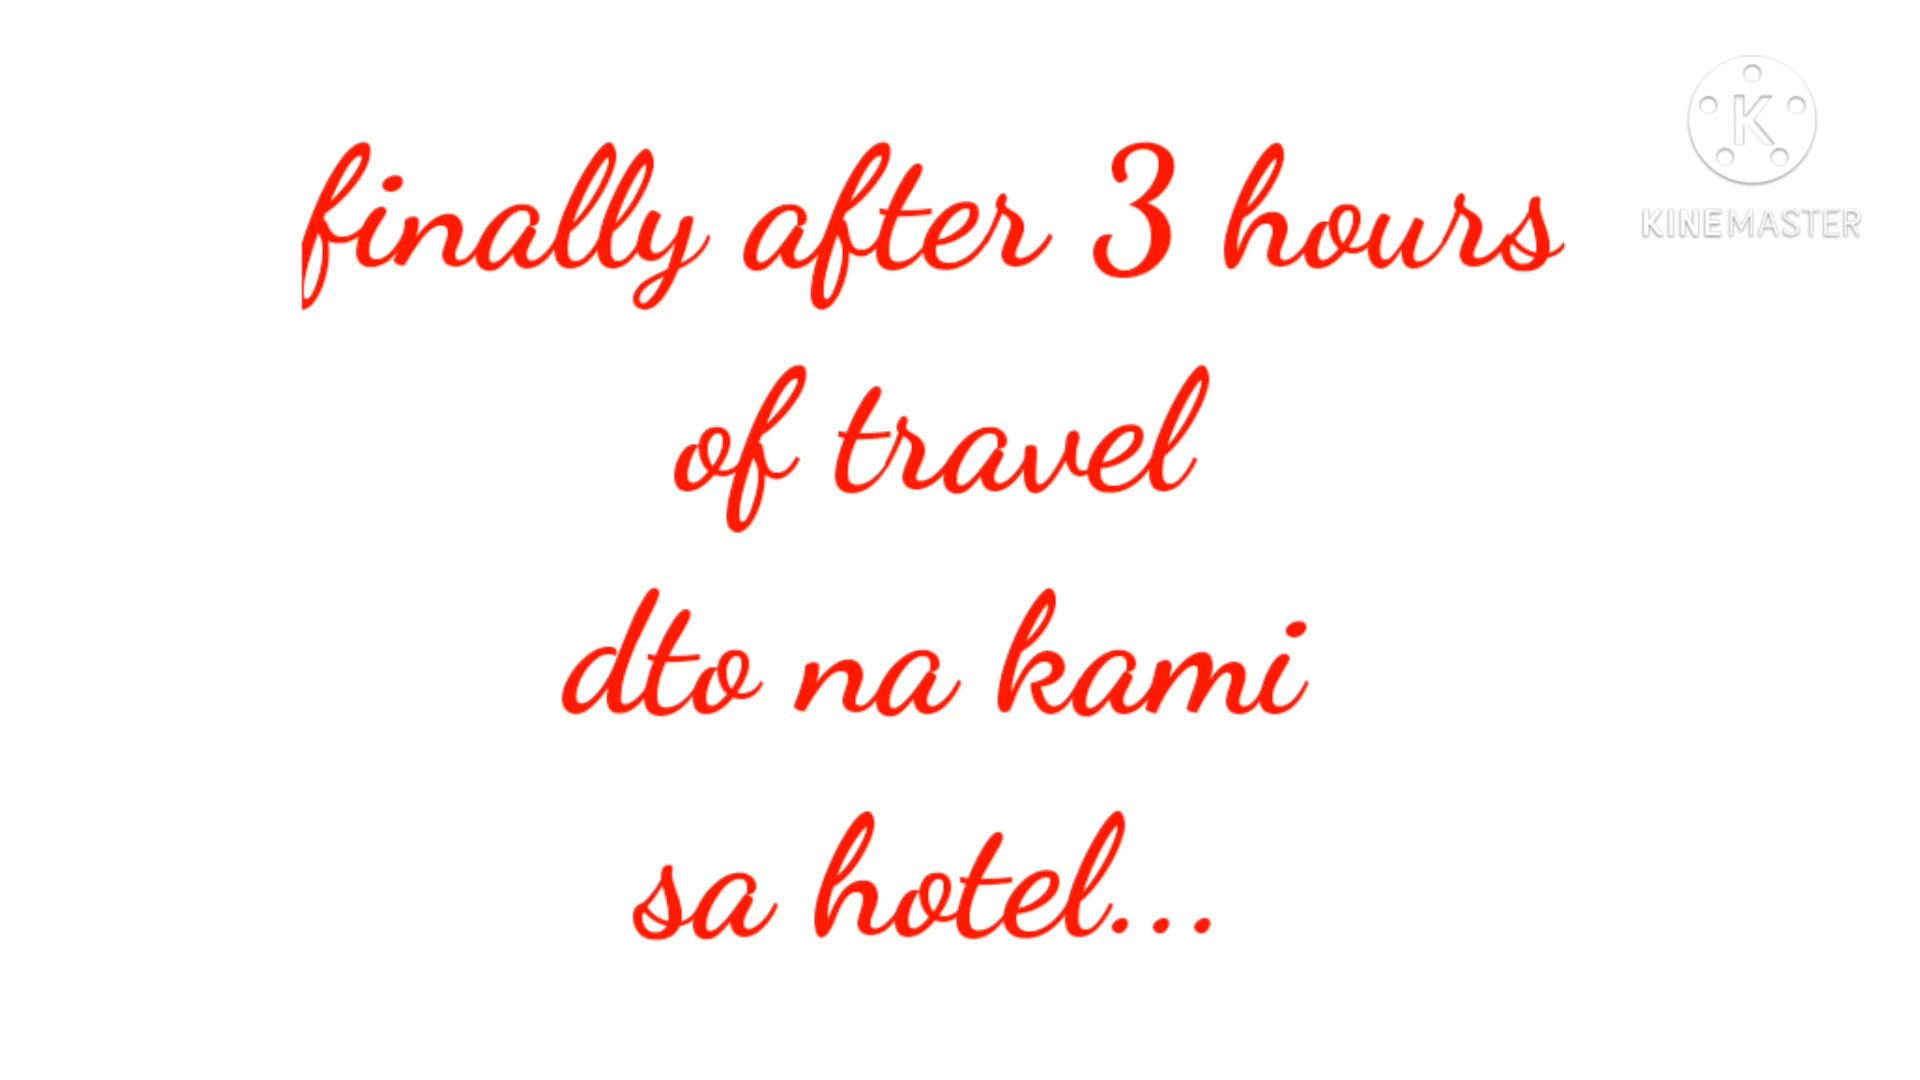 finally after 3 hours
of travel
dto na kami
sa hotel...
K
KINEMASTER